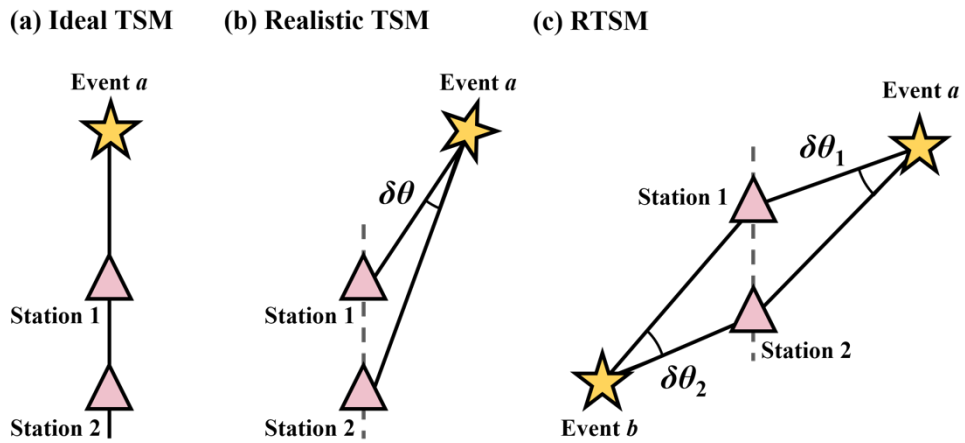 (a) Ideal TSM
(b) Realistic TSM
(c) RTSM
Event a
Station 1
Station 2
Event a
δθ
Station 1
Station 2
Event a
δθ₁
Station 1
Station 2
δθ₂
Event b